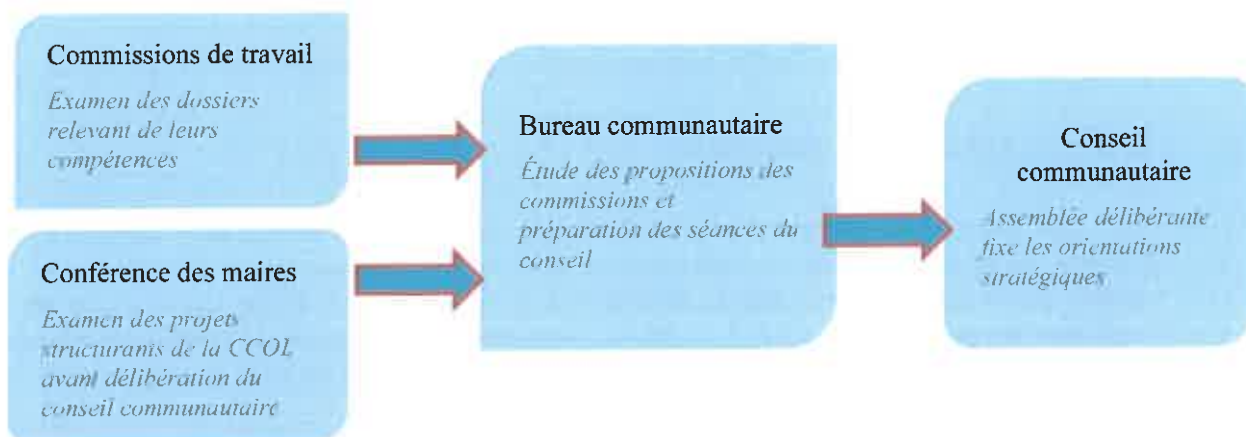 Commissions de travail
Examen des dossiers
relevant de leurs
compétences
Conférence des maires
Examen des projets
structurants de la CCOL
avant délibération du
conseil communautaire
Bureau communautaire
Étude des propositions des
commissions et
préparation des séances du
conseil
Conseil
communautaire
Assemblée délibérante
fixe les orientations
stratégiques